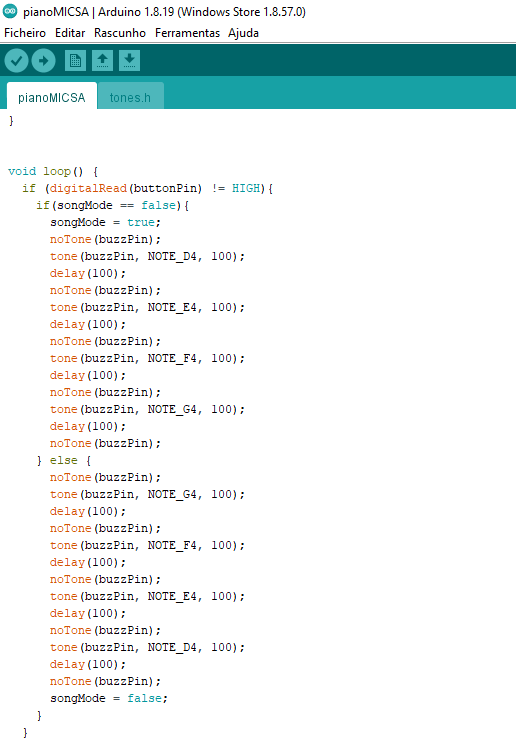 pianoMICSA | Arduino 1.8.19 (Windows Store 1.8.57.0)
Ficheiro Editar Rascunho Ferramentas Ajuda
pianoMICSA tones.h
}
void loop() {
  if (digitalRead(buttonPin) != HIGH){
    if(songMode == false){
      songMode = true;
      noTone(buzzPin);
      tone(buzzPin, NOTE_D4, 100);
      delay(100);
      noTone(buzzPin);
      tone(buzzPin, NOTE_E4, 100);
      delay(100);
      noTone(buzzPin);
      tone(buzzPin, NOTE_F4, 100);
      delay(100);
      noTone(buzzPin);
      tone(buzzPin, NOTE_G4, 100);
      delay(100);
      noTone(buzzPin);
    } else {
      noTone(buzzPin);
      tone(buzzPin, NOTE_G4, 100);
      delay(100);
      noTone(buzzPin);
      tone(buzzPin, NOTE_F4, 100);
      delay(100);
      noTone(buzzPin);
      tone(buzzPin, NOTE_E4, 100);
      delay(100);
      noTone(buzzPin);
      tone(buzzPin, NOTE_D4, 100);
      delay(100);
      noTone(buzzPin);
      songMode = false;
    }
  }